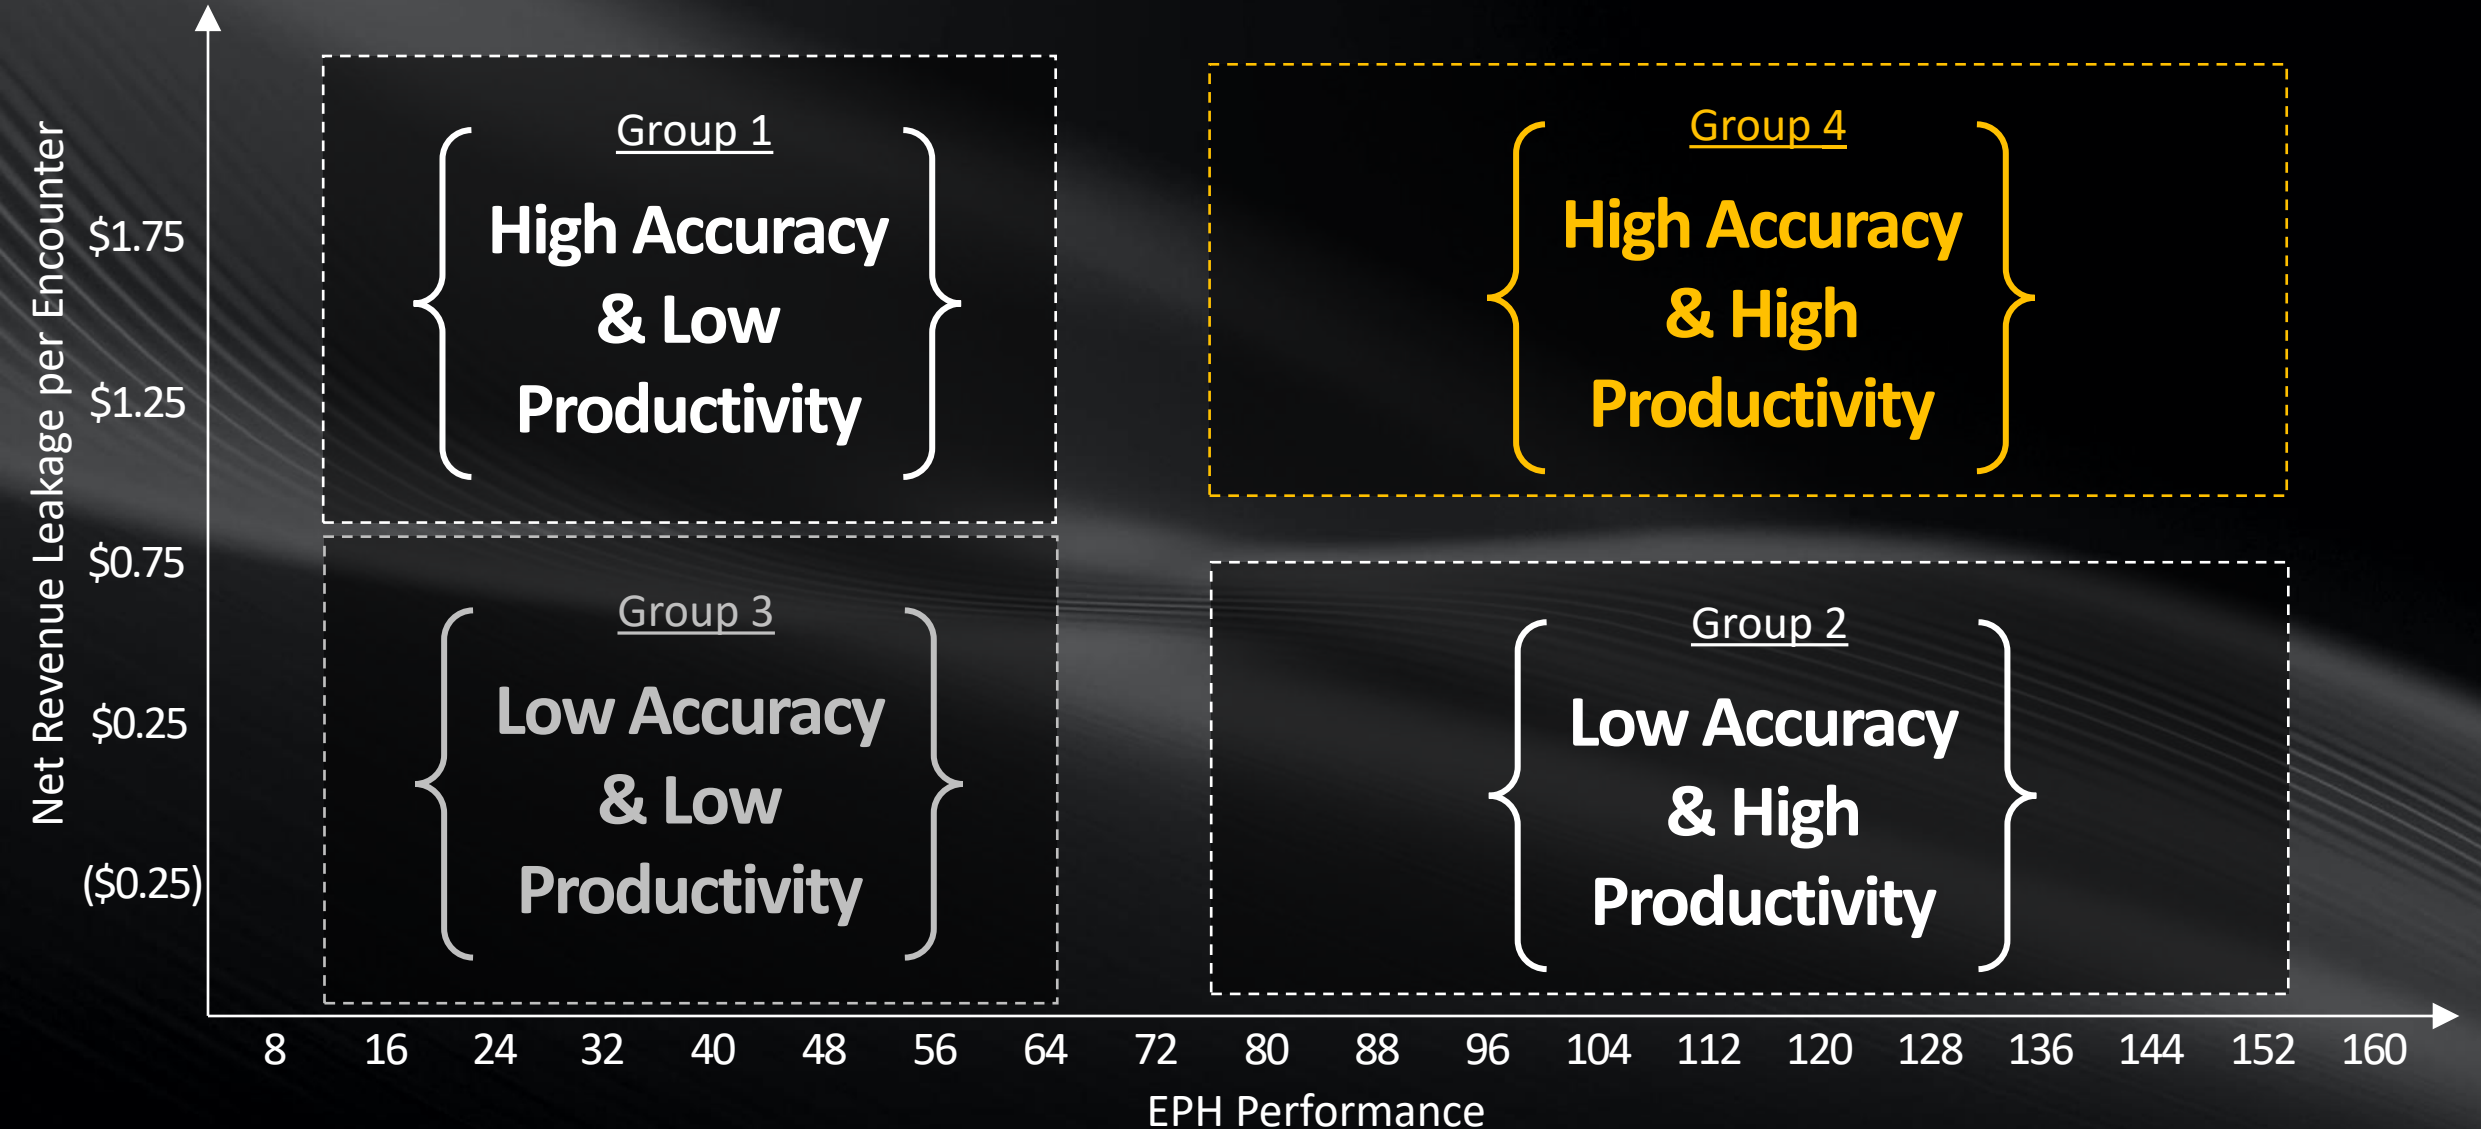 Net Revenue Leakage per Encounter
$1.75
$1.25
$0.75
$0.25
($0.25)
Group 1
High Accuracy
& Low
Productivity
Group 4
High Accuracy
& High
Productivity
Group 3
Low Accuracy
& Low
Productivity
Group 2
Low Accuracy
& High
Productivity
8 16 24 32 40 48 56 64 72 80 88 96 104 112 120 128 136 144 152 160
EPH Performance